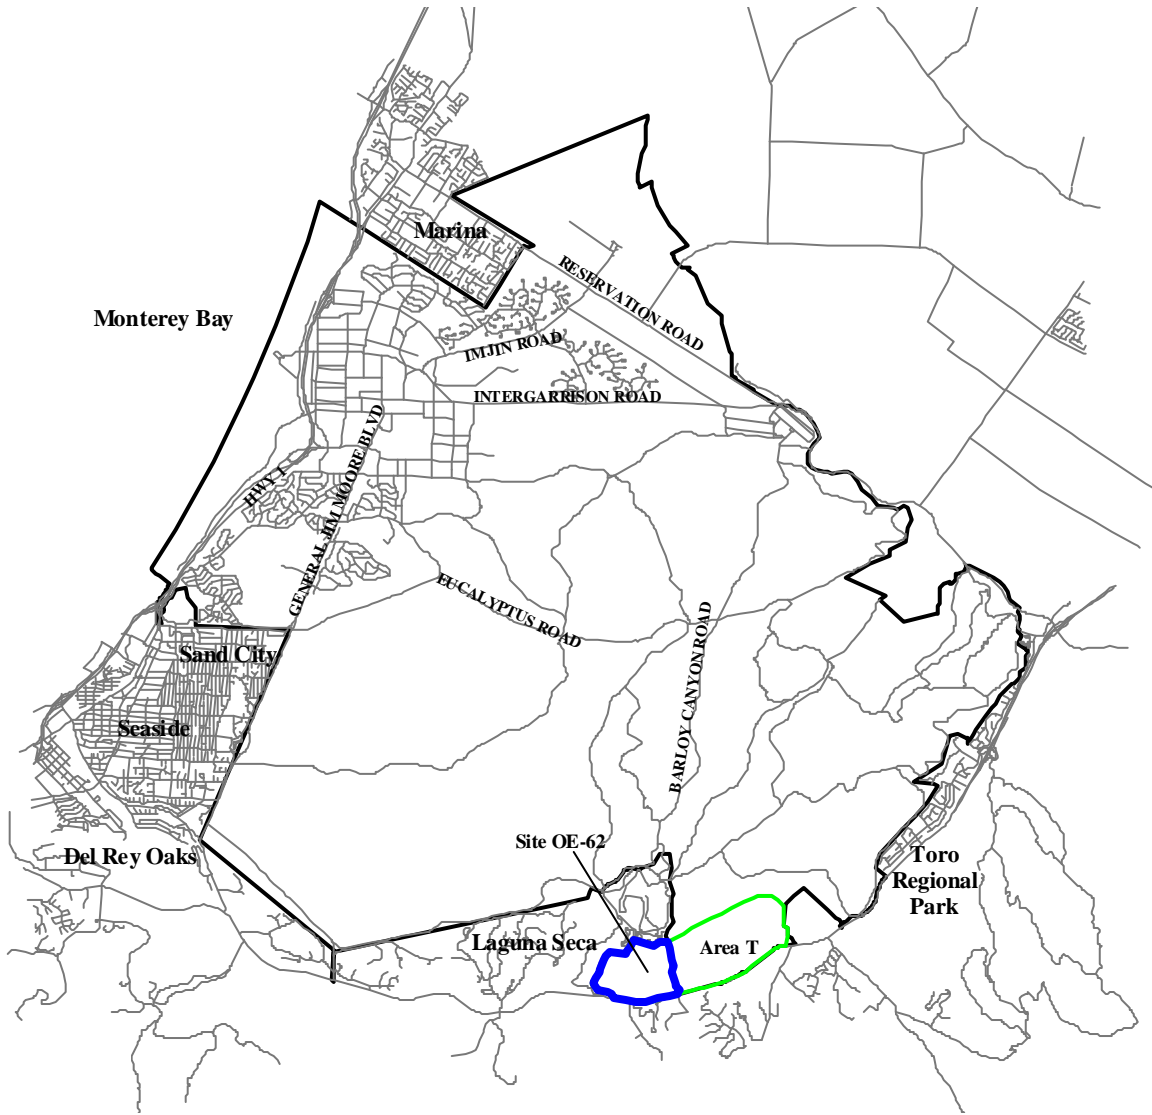 Marina
Monterey Bay
RESERVATION ROAD
IMJIN ROAD
INTERGARRISON ROAD
HWY 1
GENERAL JIM MOORE BLVD
EUCALYPTUS ROAD
BARLOY CANYON ROAD
Sand City
Seaside
Site OE-62
Del Rey Oaks
Toro
Regional
Park
Laguna Seca
Area T